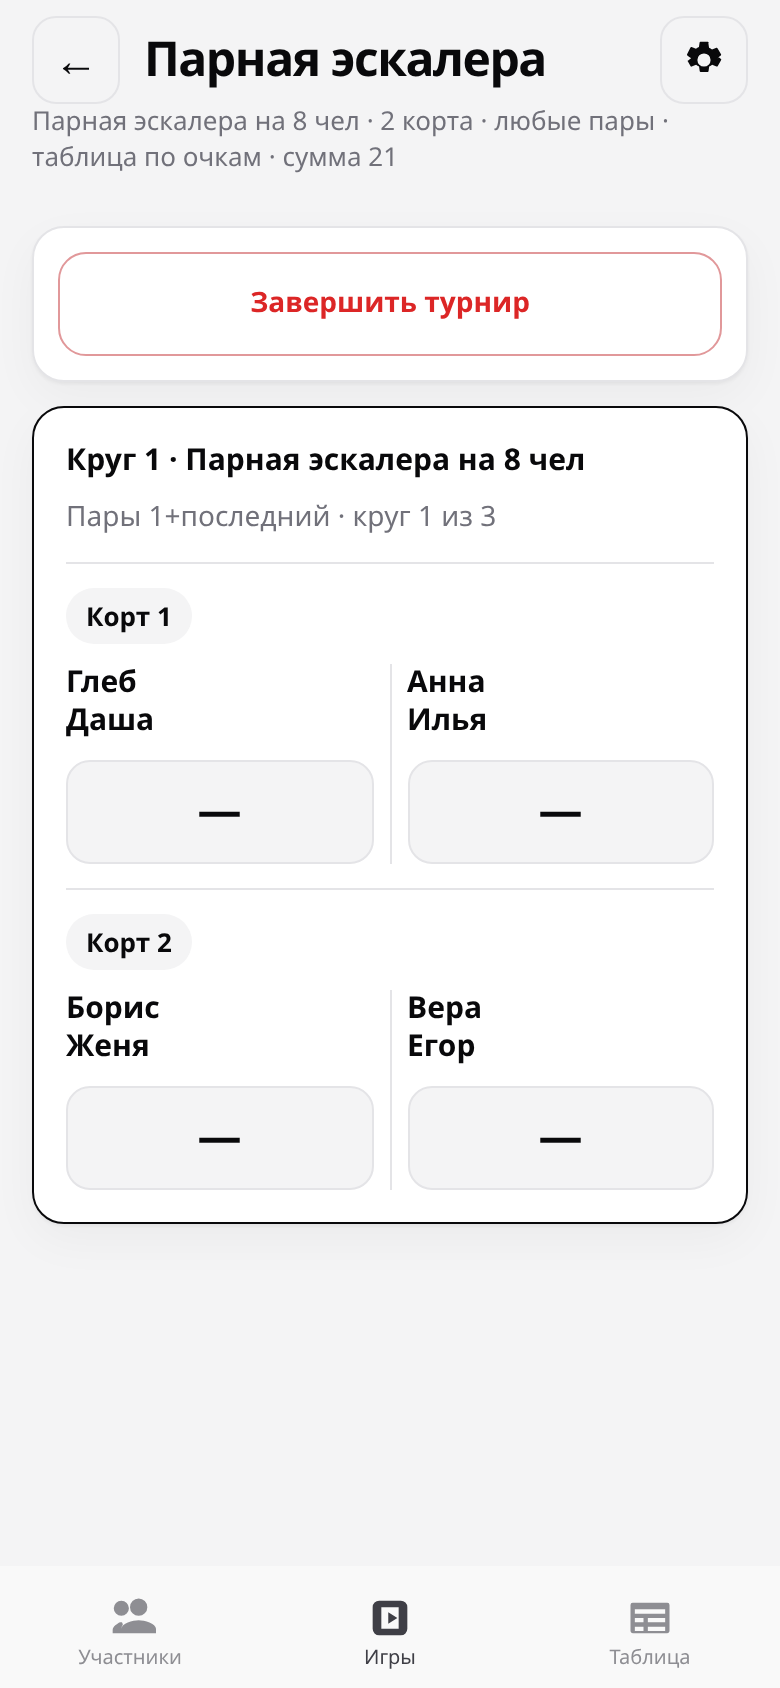 ← Парная эскалера
Парная эскалера на 8 чел · 2 корта · любые пары ·
таблица по очкам · сумма 21
Завершить турнир
Круг 1 · Парная эскалера на 8 чел
Пары 1+последний · круг 1 из 3
Корт 1
Глеб
Даша
Анна
Илья
—
—
Корт 2
Борис
Женя
Вера
Егор
—
—
Участники
Игры
Таблица